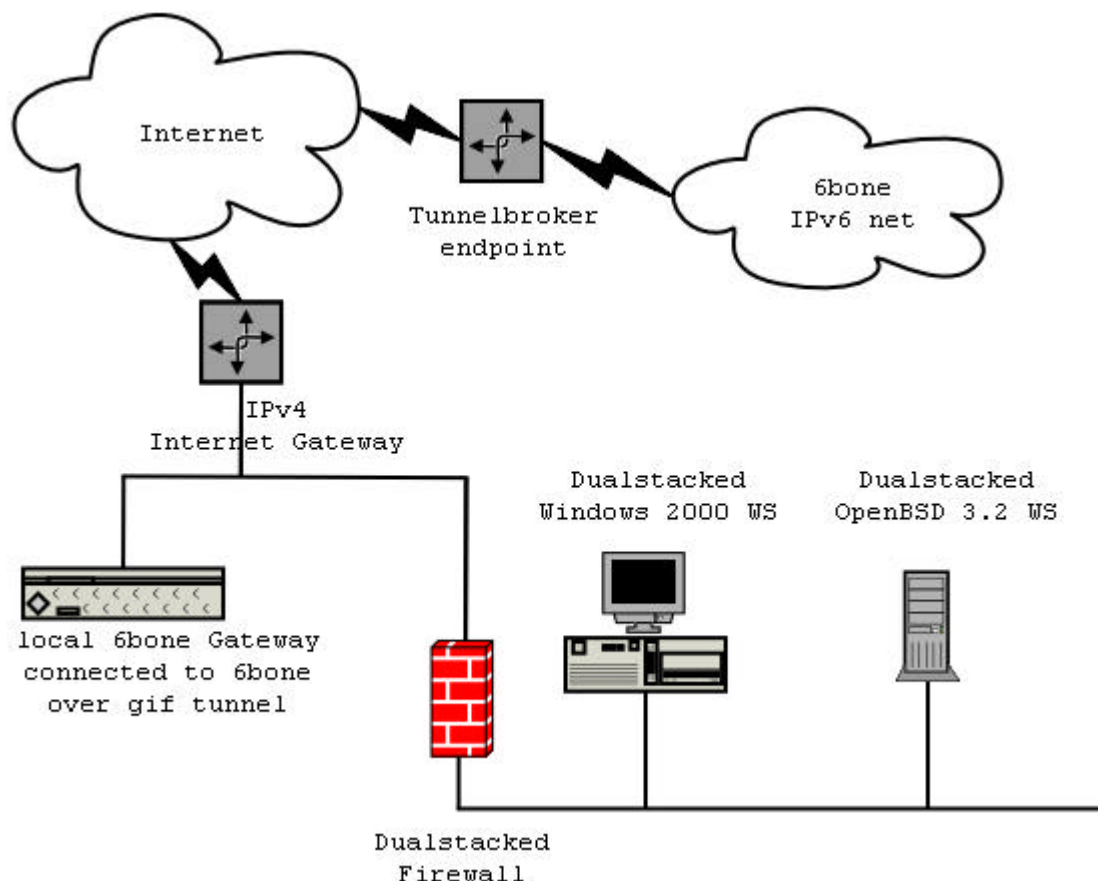 Internet
Tunnelbroker
endpoint
6bone
IPv6 net
IPv4
Internet Gateway
Dualstacked
Windows 2000 WS
Dualstacked
OpenBSD 3.2 WS
local 6bone Gateway
connected to 6bone
over gif tunnel
Dualstacked
Firewall